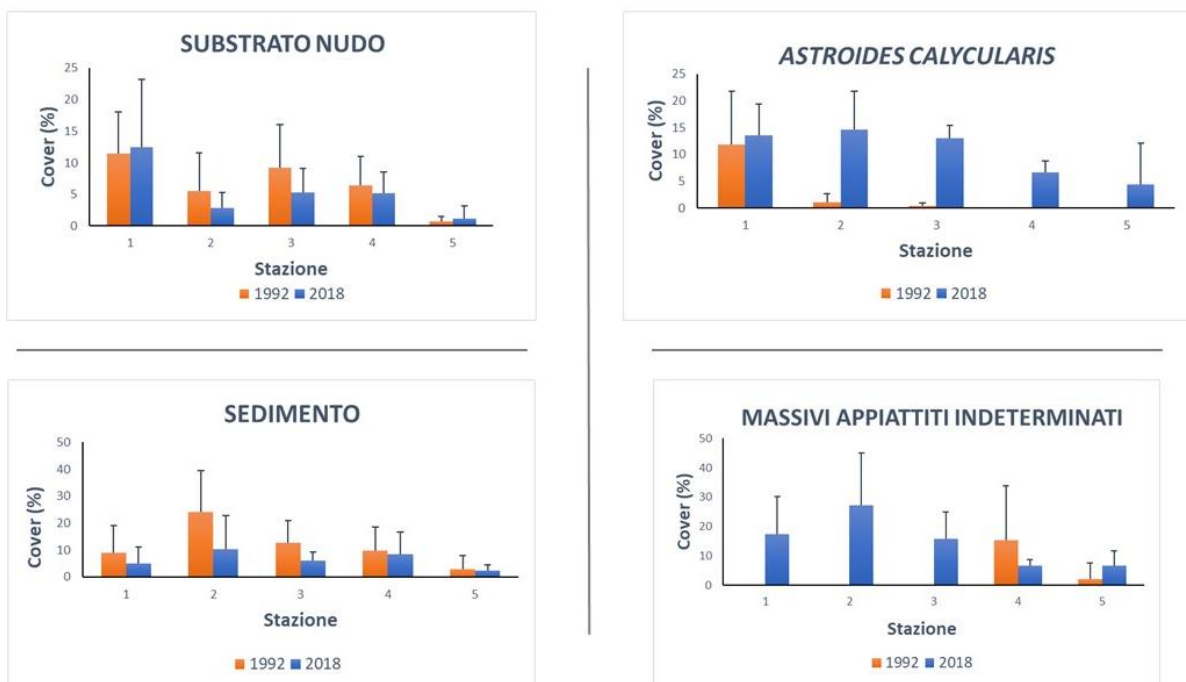 SUBSTRATO NUDO
25
20
15
10
5
0
Cover (%)
1 2 3 4 5
Stazione
1992 2018
ASTROIDES CALYCULARIS
25
20
15
10
5
0
Cover (%)
1 2 3 4 5
Stazione
1992 2018
SEDIMENTO
50
40
30
20
10
0
Cover (%)
1 2 3 4 5
Stazione
1992 2018
MASSIVI APPIATTITI INDETERMINATI
50
40
30
20
10
0
Cover (%)
1 2 3 4 5
Stazione
1992 2018